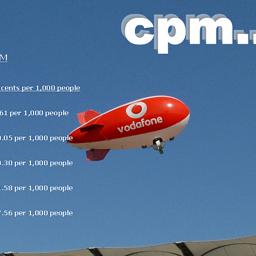 cpm..
M
cents per 1,000 people
61 per 1,000 people
0.05 per 1,000 people
0.30 per 1,000 people
.58 per 1,000 people
7.56 per 1,000 people
vodafone